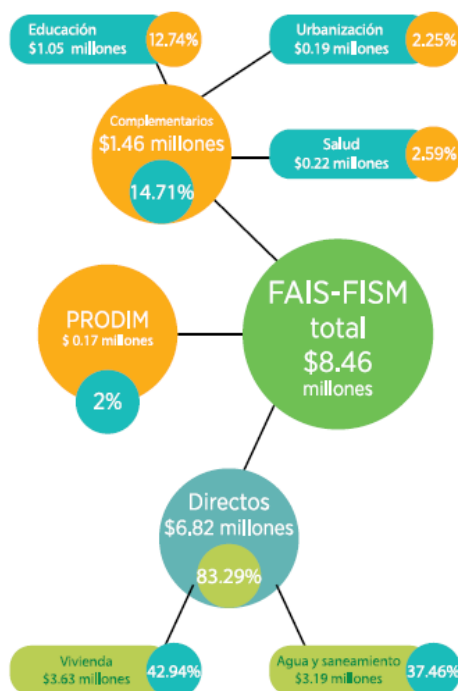 Educación
$1.05 millones
12.74%
Urbanización
$0.19 millones
2.25%
Complementarios
$1.46 millones
14.71%
Salud
$0.22 millones
2.59%
FAIS-FISM
total
$8.46
millones
PRODIM
$ 0.17 millones
2%
Directos
$6.82 millones
83.29%
Vivienda
$3.63 millones
42.94%
Agua y saneamiento
$3.19 millones
37.46%